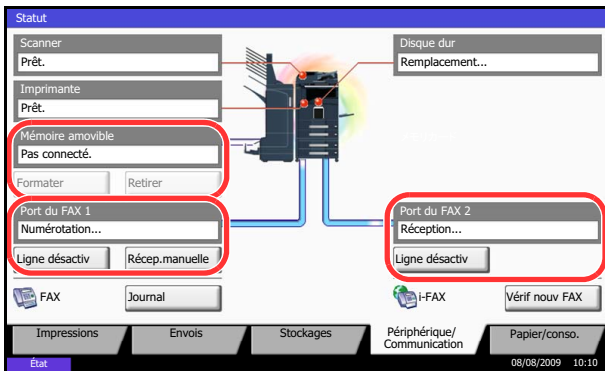 Statut
Scanner
Prêt.
Disque dur
Remplacement...
Imprimante
Prêt.
Mémoire amovible
Pas connecté.
Formater
Retirer
Port du FAX 1
Numérotation...
Ligne désactiv
Récep.manuelle
Port du FAX 2
Réception...
Ligne désactiv
FAX
Journal
i-FAX
Vérif nouv FAX
Impressions
Envois
Stockages
Périphérique/
Communication
Papier/conso.
État
08/08/2009 10:10